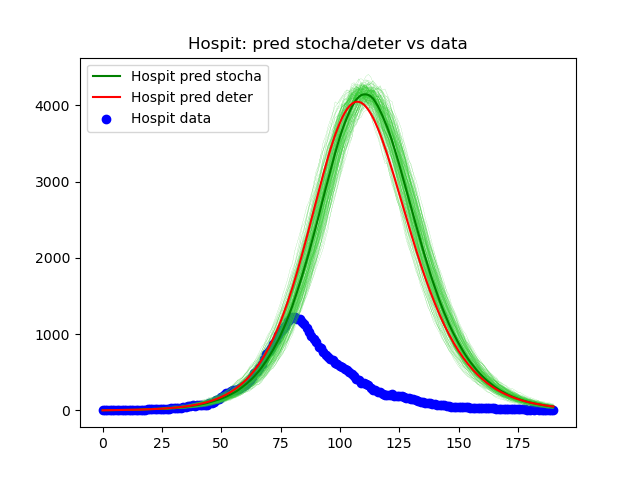 Hospit: pred stocha/deter vs data
Hospit pred stocha
Hospit pred deter
Hospit data
4000
3000
2000
1000
0
0 25 50 75 100 125 150 175